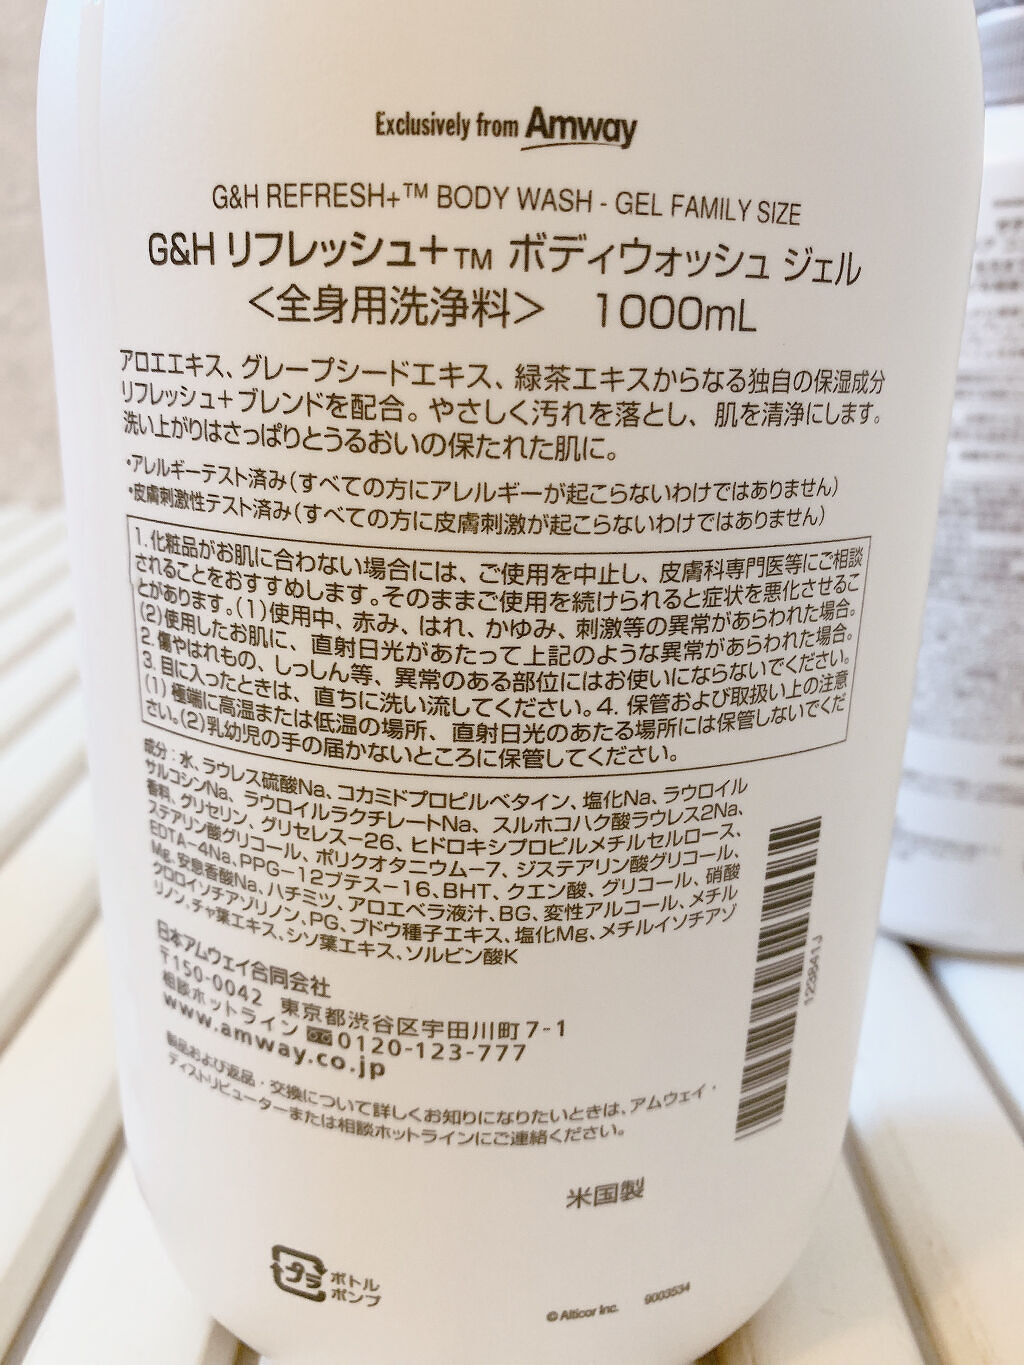 Exclusively from Amway
G&H REFRESH+™ BODY WASH - GEL FAMILY SIZE
G&H リフレッシュ+™ ボディウォッシュ ジェル
＜全身用洗浄料＞ 1000mL
アロエエキス、グレープシードエキス、緑茶エキスからなる独自の保湿成分
リフレッシュ+ブレンドを配合。やさしく汚れを落とし、肌を清浄にします。
洗い上がりはさっぱりとうるおいの保たれた肌に。
・アレルギーテスト済み(すべての方にアレルギーが起こらないわけではありません)
・皮膚刺激性テスト済み(すべての方に皮膚刺激が起こらないわけではありません)
1. 化粧品がお肌に合わない場合には、ご使用を中止し、皮膚科専門医等にご相談
されることをおすすめします。そのままご使用を続けられると症状を悪化させるこ
とがあります。(1)使用中、赤み、はれ、かゆみ、刺激等の異常があらわれた場合。
(2)使用したお肌に、直射日光があたって上記のような異常があらわれた場合。
2. 傷やはれもの、しっしん等、異常のある部位にはお使いにならないでください。
3. 目に入ったときは、直ちに洗い流してください。4. 保管および取扱い上の注意
(1) 極端に高温または低温の場所、直射日光のあたる場所には保管しないでくだ
さい。(2)乳幼児の手の届かないところに保管してください。
成分：水、ラウレス硫酸Na、コカミドプロピルベタイン、塩化Na、ラウロイル
サルコシンNa、ラウロイルラクチレートNa、スルホコハク酸ラウレス2Na、
香料、グリセリン、グリセレス-26、ヒドロキシプロピルメチルセルロース、
ステアリン酸グリコール、ポリクオタニウム-7、ジステアリン酸グリコール、
EDTA-4Na、PPG-12ブテス-16、BHT、クエン酸、グリコール、硝酸
Mg、安息香酸Na、ハチミツ、アロエベラ液汁、BG、変性アルコール、メチル
クロロイソチアゾリノン、PG、ブドウ種子エキス、塩化Mg、メチルイソチアゾ
リノン、チャ葉エキス、シソ葉エキス、ソルビン酸K
123841J
日本アムウェイ合同会社
〒150-0042 東京都渋谷区宇田川町7-1
相談ホットライン 0120-123-777
www.amway.co.jp
製品および返品・交換について詳しくお知りになりたいときは、アムウェイ・
ディストリビューターまたは相談ホットラインにご連絡ください。
米国製
プラ ボトル
ポンプ
© Alticor Inc. 9003534